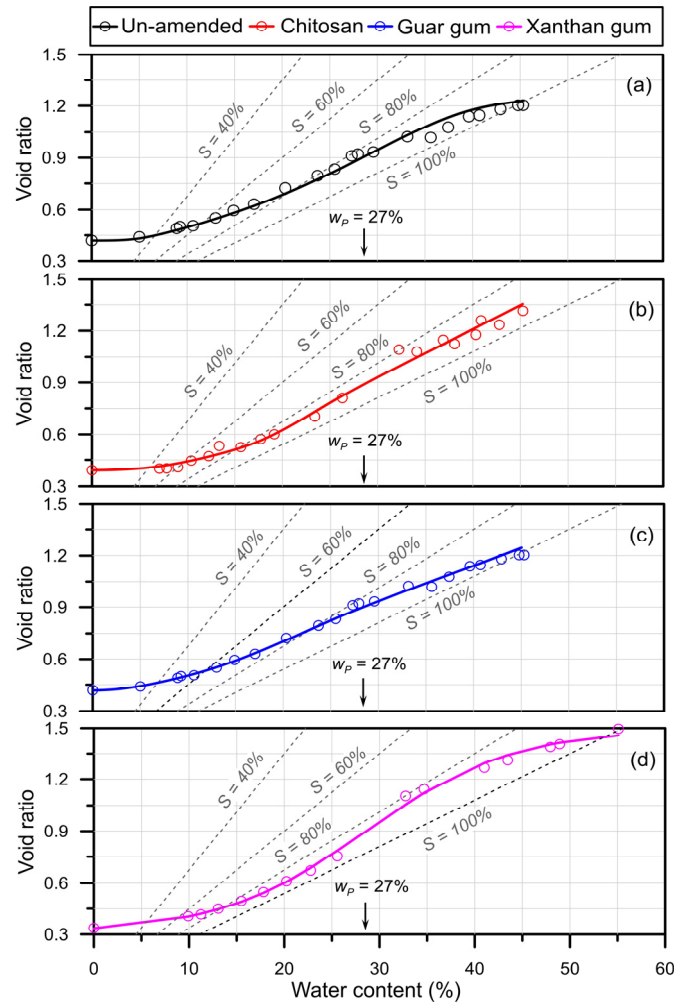 Un-amended Chitosan Guar gum Xanthan gum
(a)
1.5
1.2
0.9
0.6
0.3
Void ratio
S = 40%
S = 60%
S = 80%
S = 100%
wP = 27%
(b)
1.5
1.2
0.9
0.6
0.3
Void ratio
S = 40%
S = 60%
S = 80%
S = 100%
wP = 27%
(c)
1.5
1.2
0.9
0.6
0.3
Void ratio
S = 40%
S = 60%
S = 80%
S = 100%
wP = 27%
(d)
1.5
1.2
0.9
0.6
0.3
Void ratio
S = 40%
S = 60%
S = 80%
S = 100%
wP = 27%
0 10 20 30 40 50 60
Water content (%)